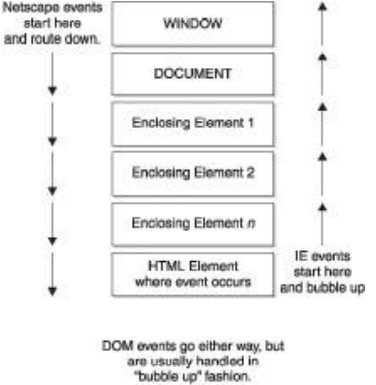 Netscape events
start here
and route down.
WINDOW
DOCUMENT
Enclosing Element 1
Enclosing Element 2
Enclosing Element n
HTML Element
where event occurs
IE events
start here
and bubble up
DOM events go either way, but
are usually handled in
"bubble up" fashion.